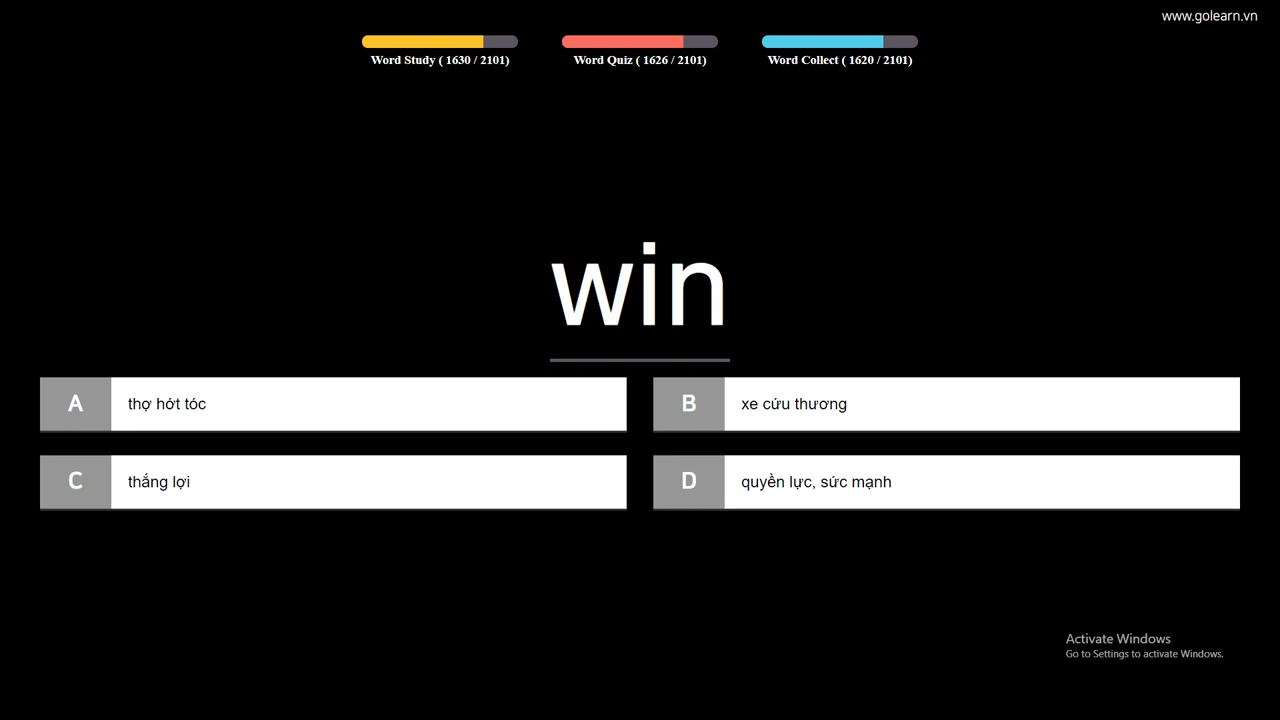 www.golearn.vn
Word Study ( 1630 / 2101)
Word Quiz ( 1626 / 2101)
Word Collect ( 1620 / 2101)
win
A thợ hớt tóc
B xe cứu thương
C thắng lợi
D quyền lực, sức mạnh
Activate Windows
Go to Settings to activate Windows.